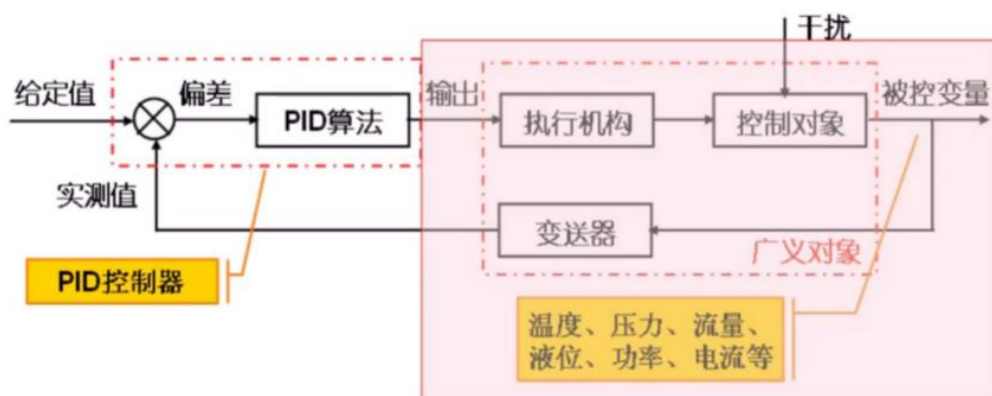 干扰
给定值
偏差
PID算法
输出
执行机构
控制对象
被控变量
实测值
变送器
广义对象
PID控制器
温度、压力、流量、
液位、功率、电流等